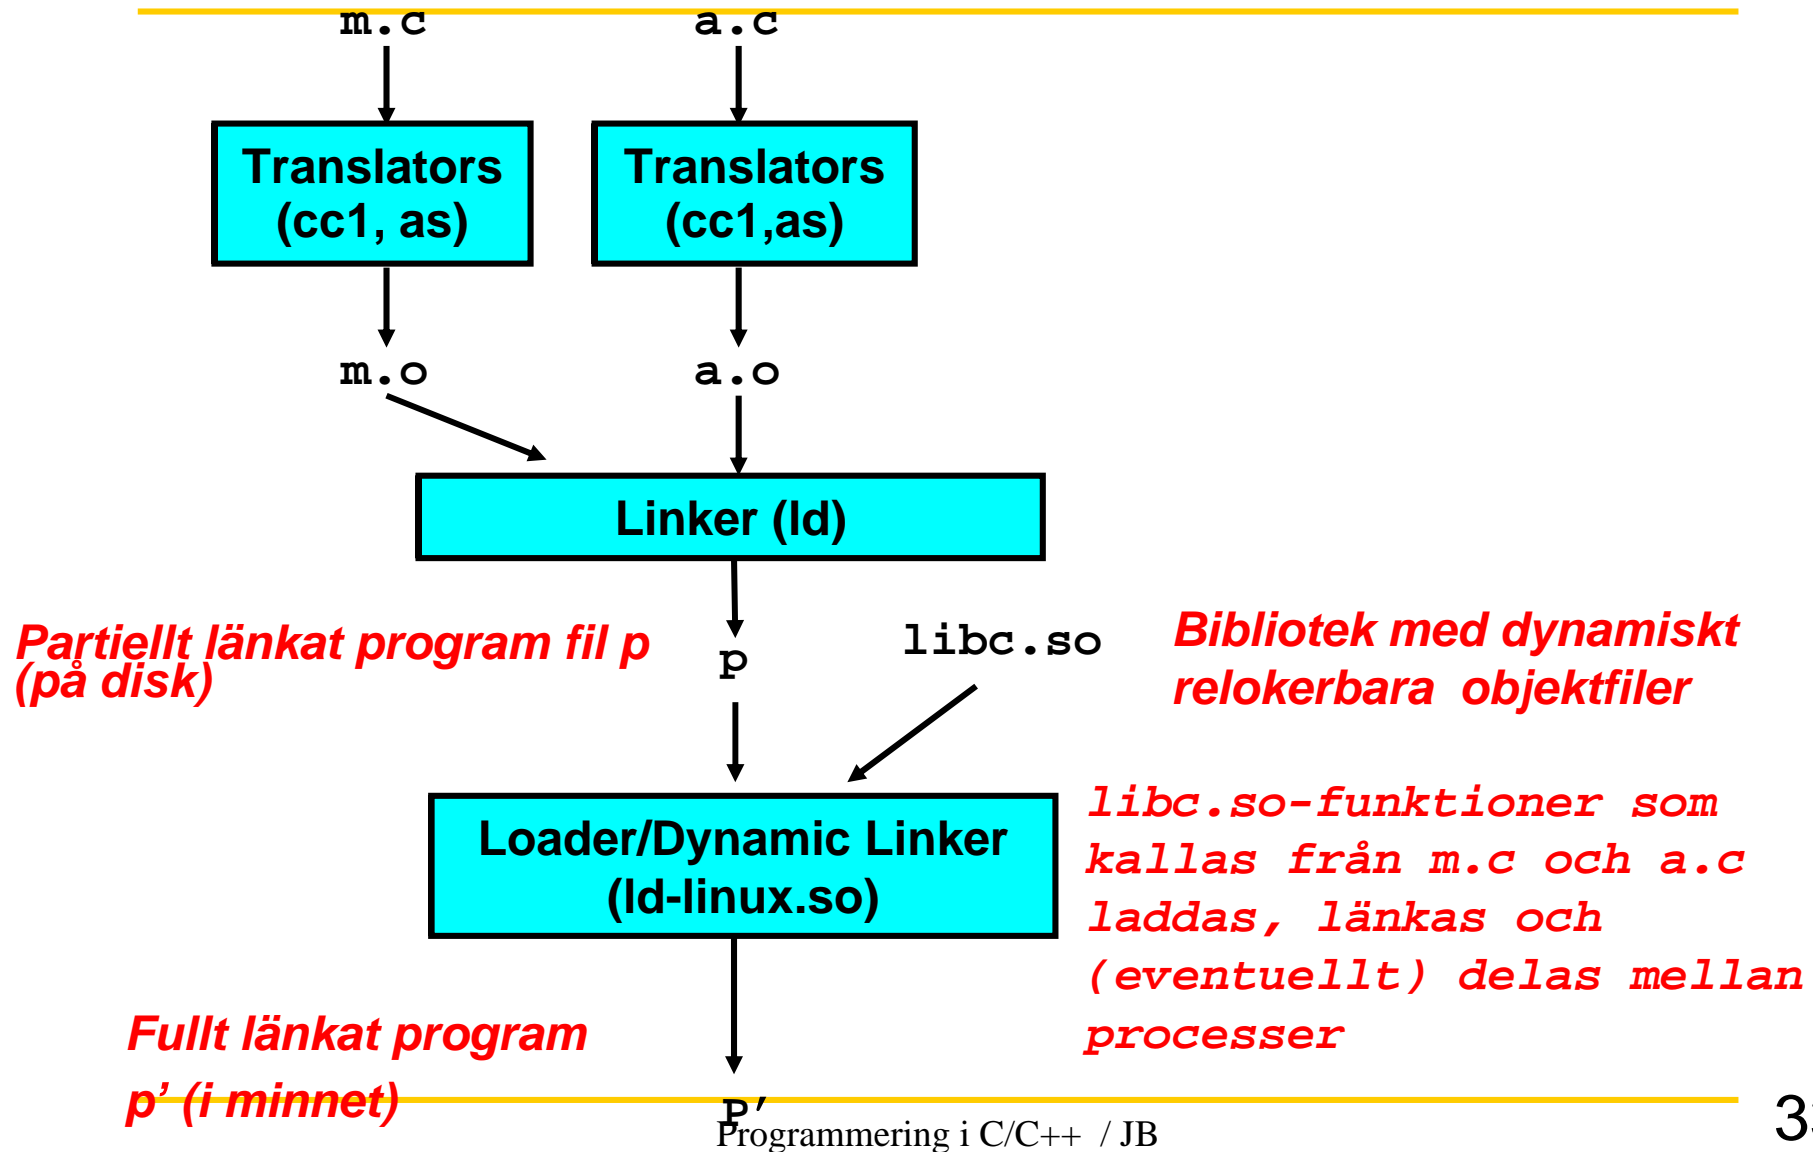 m.c
a.c
Translators
(cc1, as)
Translators
(cc1,as)
m.o
a.o
Linker (ld)
Partiellt länkat program fil p
(på disk)
p
libc.so
Bibliotek med dynamiskt
relokerbara objektfiler
Loader/Dynamic Linker
(ld-linux.so)
libc.so-funktioner som
kallas från m.c och a.c
laddas, länkas och
(eventuellt) delas mellan
processer
Fullt länkat program
p’ (i minnet)
P′
Programmering i C/C++ / JB